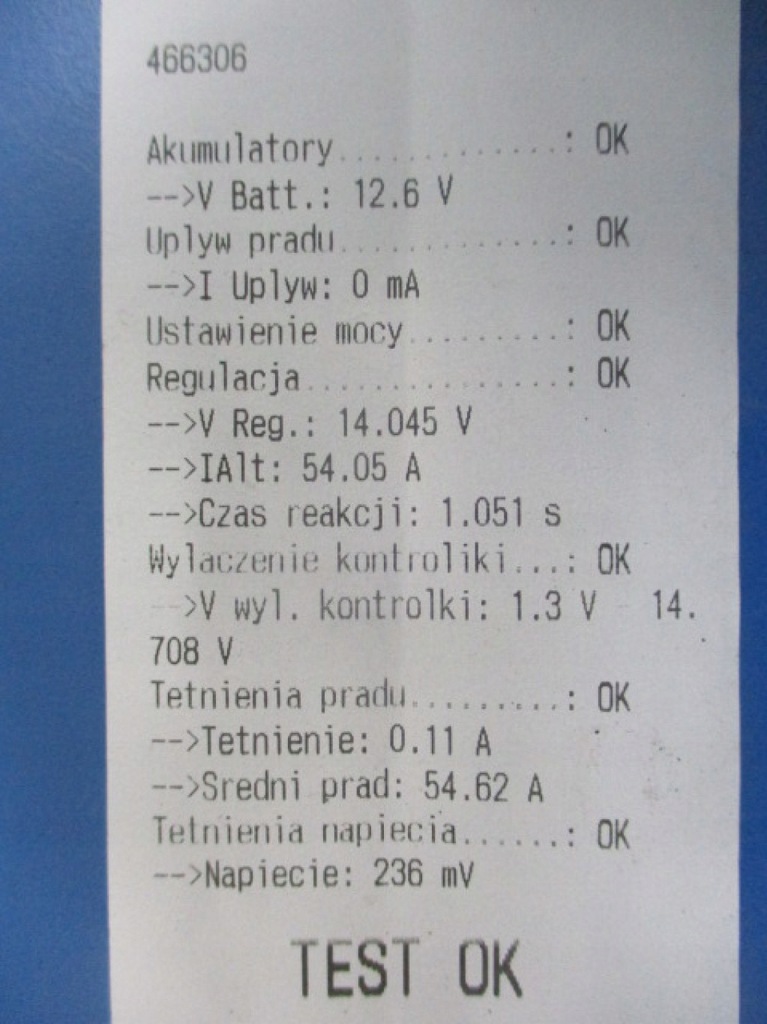 466306
Akumulatory..............: OK
-->V Batt.: 12.6 V
Uplyw pradu..............: OK
-->I Uplyw: 0 mA
Ustawienie mocy..........: OK
Regulacja................: OK
-->V Reg.: 14.045 V
-->IAlt: 54.05 A
-->Czas reakcji: 1.051 s
Wylaczenie kontroliki...: OK
-->V wyl. kontrolki: 1.3 V   14.
708 V
Tetnienia pradu.........: OK
-->Tetnienie: 0.11 A
-->Sredni prad: 54.62 A
Tetnienia napiecia......: OK
-->Napiecie: 236 mV
TEST OK